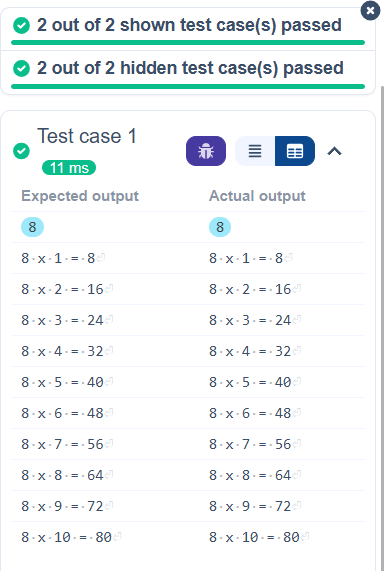 2 out of 2 shown test case(s) passed
2 out of 2 hidden test case(s) passed
Test case 1
11 ms
Expected output Actual output
8 8
8·x·1·=·8 8·x·1·=·8
8·x·2·=·16 8·x·2·=·16
8·x·3·=·24 8·x·3·=·24
8·x·4·=·32 8·x·4·=·32
8·x·5·=·40 8·x·5·=·40
8·x·6·=·48 8·x·6·=·48
8·x·7·=·56 8·x·7·=·56
8·x·8·=·64 8·x·8·=·64
8·x·9·=·72 8·x·9·=·72
8·x·10·=·80 8·x·10·=·80